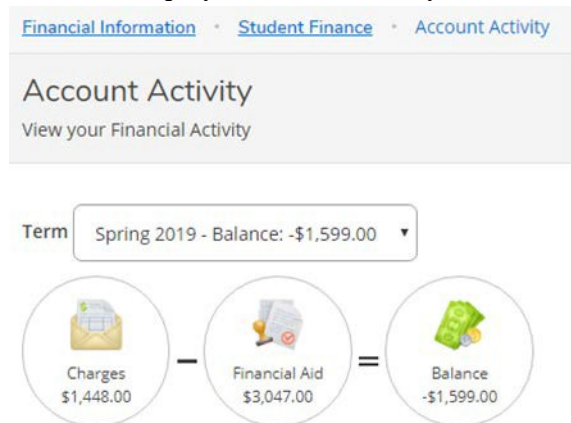 Financial Information · Student Finance · Account Activity
Account Activity
View your Financial Activity
Term Spring 2019 - Balance: -$1,599.00
Charges
$1,448.00
−
Financial Aid
$3,047.00
=
Balance
-$1,599.00